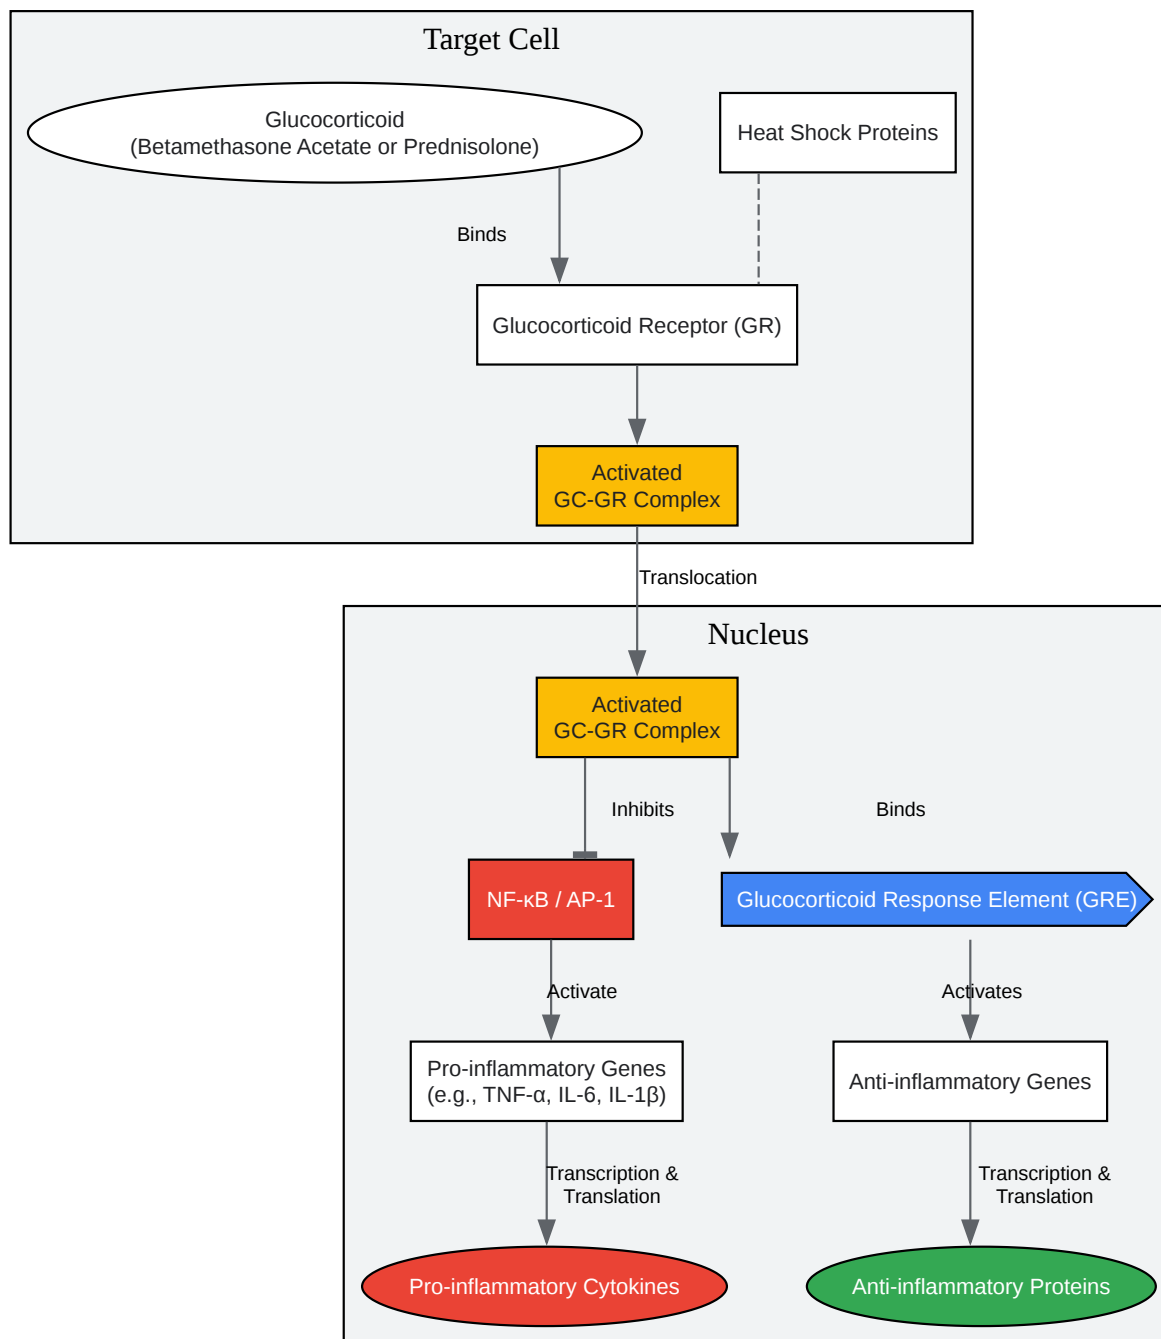 Target Cell
Glucocorticoid
(Betamethasone Acetate or Prednisolone)
Heat Shock Proteins
Binds
Glucocorticoid Receptor (GR)
Activated
GC-GR Complex
Translocation
Nucleus
Activated
GC-GR Complex
Inhibits
Binds
NF-κB / AP-1
Glucocorticoid Response Element (GRE)
Activate
Activates
Pro-inflammatory Genes
(e.g., TNF-α, IL-6, IL-1β)
Anti-inflammatory Genes
Transcription &
Translation
Transcription &
Translation
Pro-inflammatory Cytokines
Anti-inflammatory Proteins